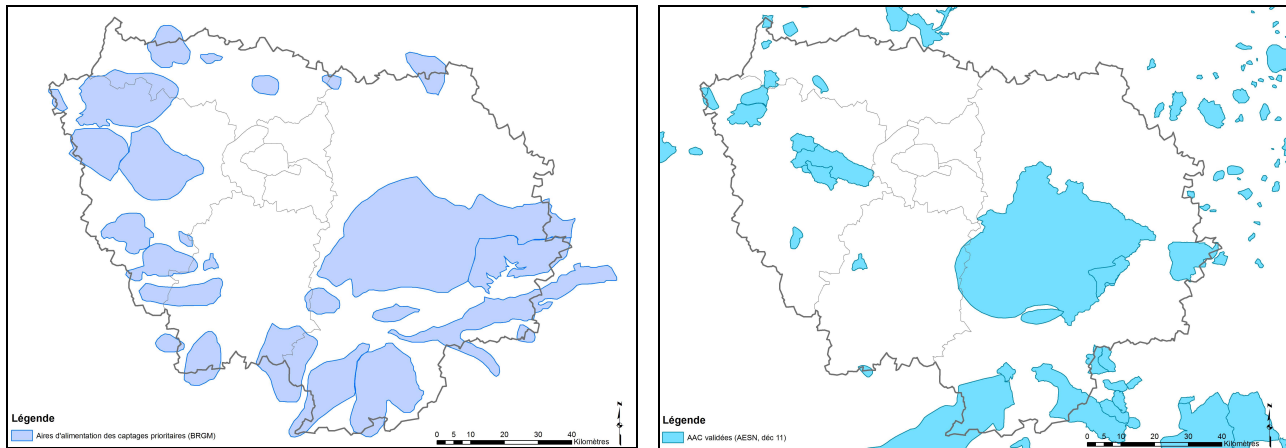 Légende
Aires d'alimentation des captages prioritaires (BRGM)
0 5 10 20 30 40
Kilomètres
N
Légende
AAC validées (AESN, déc 11)
0 5 10 20 30 40
Kilomètres
N